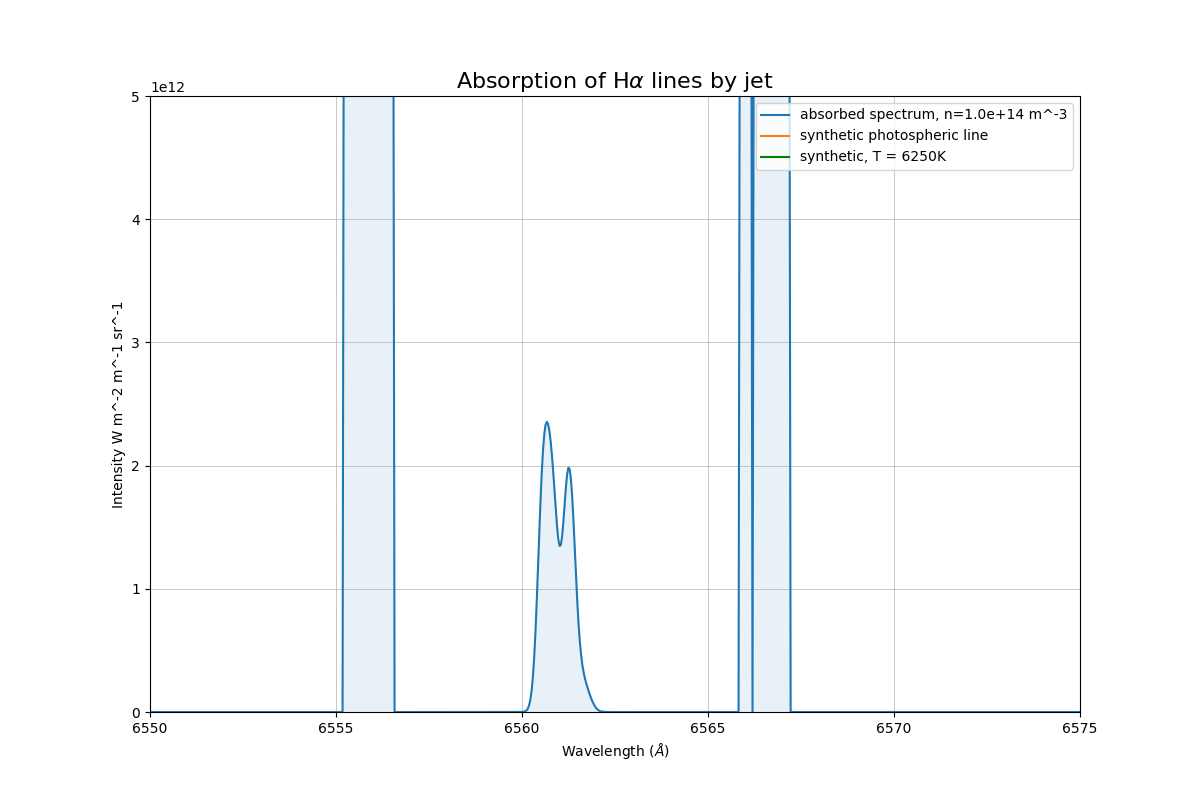 Absorption of Hα lines by jet
1e12
absorbed spectrum, n=1.0e+14 m^-3
synthetic photospheric line
synthetic, T = 6250K
Intensity W m^-2 m^-1 sr^-1
5
4
3
2
1
0
6550
6555
6560
6565
6570
6575
Wavelength (Å)